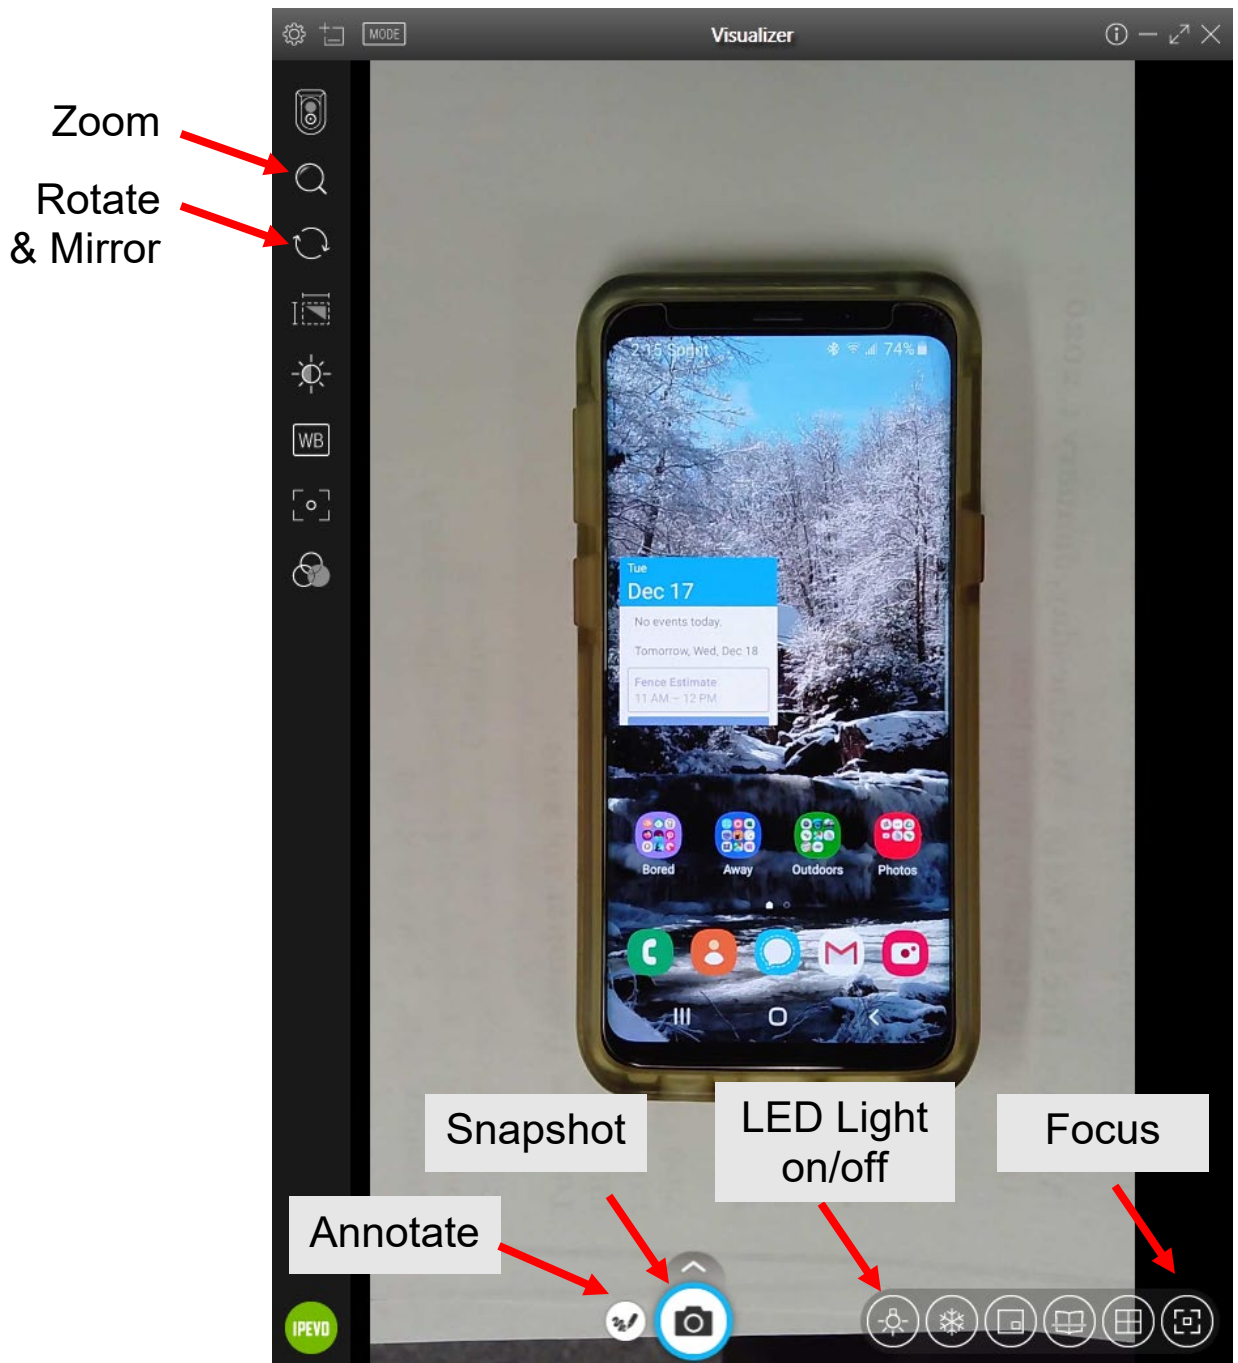 MODE
Visualizer
Zoom
Rotate
& Mirror
WB
2:15 Sprint
74%
Tue
Dec 17
No events today.
Tomorrow, Wed, Dec 18
Fence Estimate
11 AM – 12 PM
Bored
Away
Outdoors
Photos
Snapshot
LED Light
on/off
Focus
Annotate
IPEVO